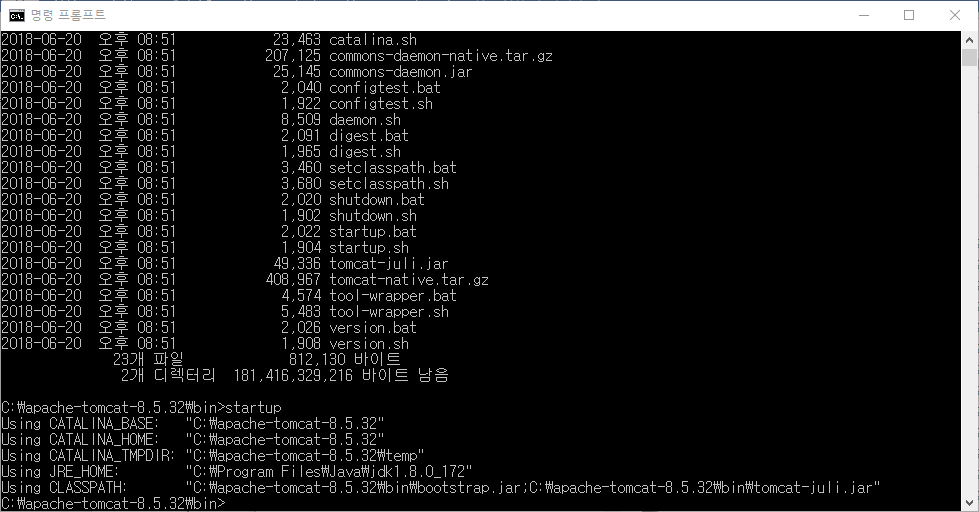 명령 프롬프트
2018-06-20  오후 08:51            23,463 catalina.sh
2018-06-20  오후 08:51           207,125 commons-daemon-native.tar.gz
2018-06-20  오후 08:51            25,145 commons-daemon.jar
2018-06-20  오후 08:51             2,040 configtest.bat
2018-06-20  오후 08:51             1,922 configtest.sh
2018-06-20  오후 08:51             8,509 daemon.sh
2018-06-20  오후 08:51             2,091 digest.bat
2018-06-20  오후 08:51             1,965 digest.sh
2018-06-20  오후 08:51             3,460 setclasspath.bat
2018-06-20  오후 08:51             3,680 setclasspath.sh
2018-06-20  오후 08:51             2,020 shutdown.bat
2018-06-20  오후 08:51             1,902 shutdown.sh
2018-06-20  오후 08:51             2,022 startup.bat
2018-06-20  오후 08:51             1,904 startup.sh
2018-06-20  오후 08:51            49,336 tomcat-juli.jar
2018-06-20  오후 08:51           408,967 tomcat-native.tar.gz
2018-06-20  오후 08:51             4,574 tool-wrapper.bat
2018-06-20  오후 08:51             5,483 tool-wrapper.sh
2018-06-20  오후 08:51             2,026 version.bat
2018-06-20  오후 08:51             1,908 version.sh
23개 파일             812,130 바이트
2개 디렉터리  181,416,329,216 바이트 남음
C:₩apache-tomcat-8.5.32₩bin>startup
Using CATALINA_BASE:   "C:₩apache-tomcat-8.5.32"
Using CATALINA_HOME:   "C:₩apache-tomcat-8.5.32"
Using CATALINA_TMPDIR: "C:₩apache-tomcat-8.5.32₩temp"
Using JRE_HOME:        "C:₩Program Files₩Java₩jdk1.8.0_172"
Using CLASSPATH:       "C:₩apache-tomcat-8.5.32₩bin₩bootstrap.jar;C:₩apache-tomcat-8.5.32₩bin₩tomcat-juli.jar"
C:₩apache-tomcat-8.5.32₩bin>